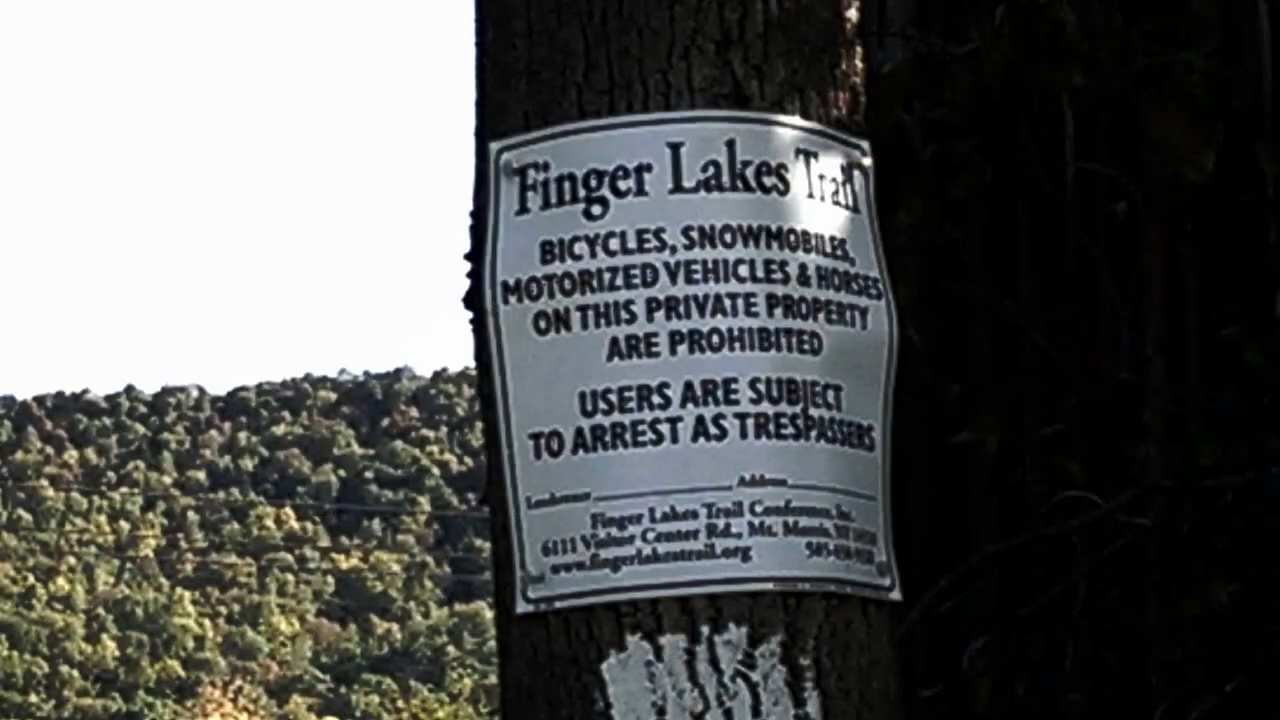 Finger Lakes Trail
BICYCLES, SNOWMOBILES,
MOTORIZED VEHICLES & HORSES
ON THIS PRIVATE PROPERTY
ARE PROHIBITED
USERS ARE SUBJECT
TO ARREST AS TRESPASSERS
Landowner Address
Finger Lakes Trail Conference, Inc.
6111 Visitor Center Rd., Mt. Morris, NY
www.fingerlakestrail.org